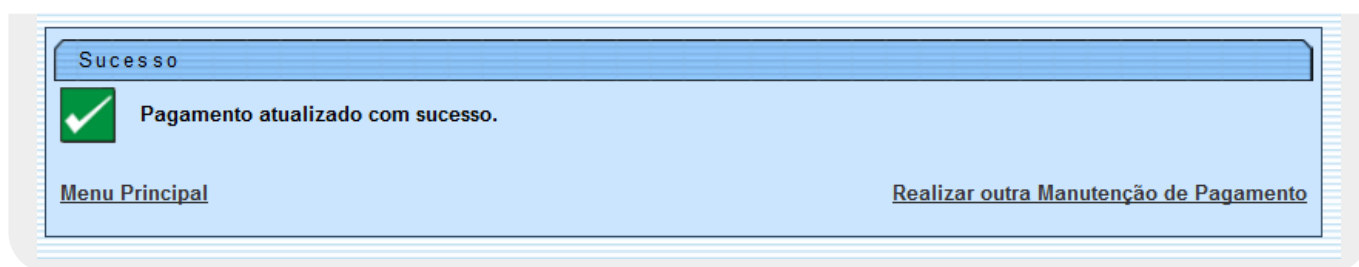 Sucesso
Pagamento atualizado com sucesso.
Menu Principal
Realizar outra Manutenção de Pagamento